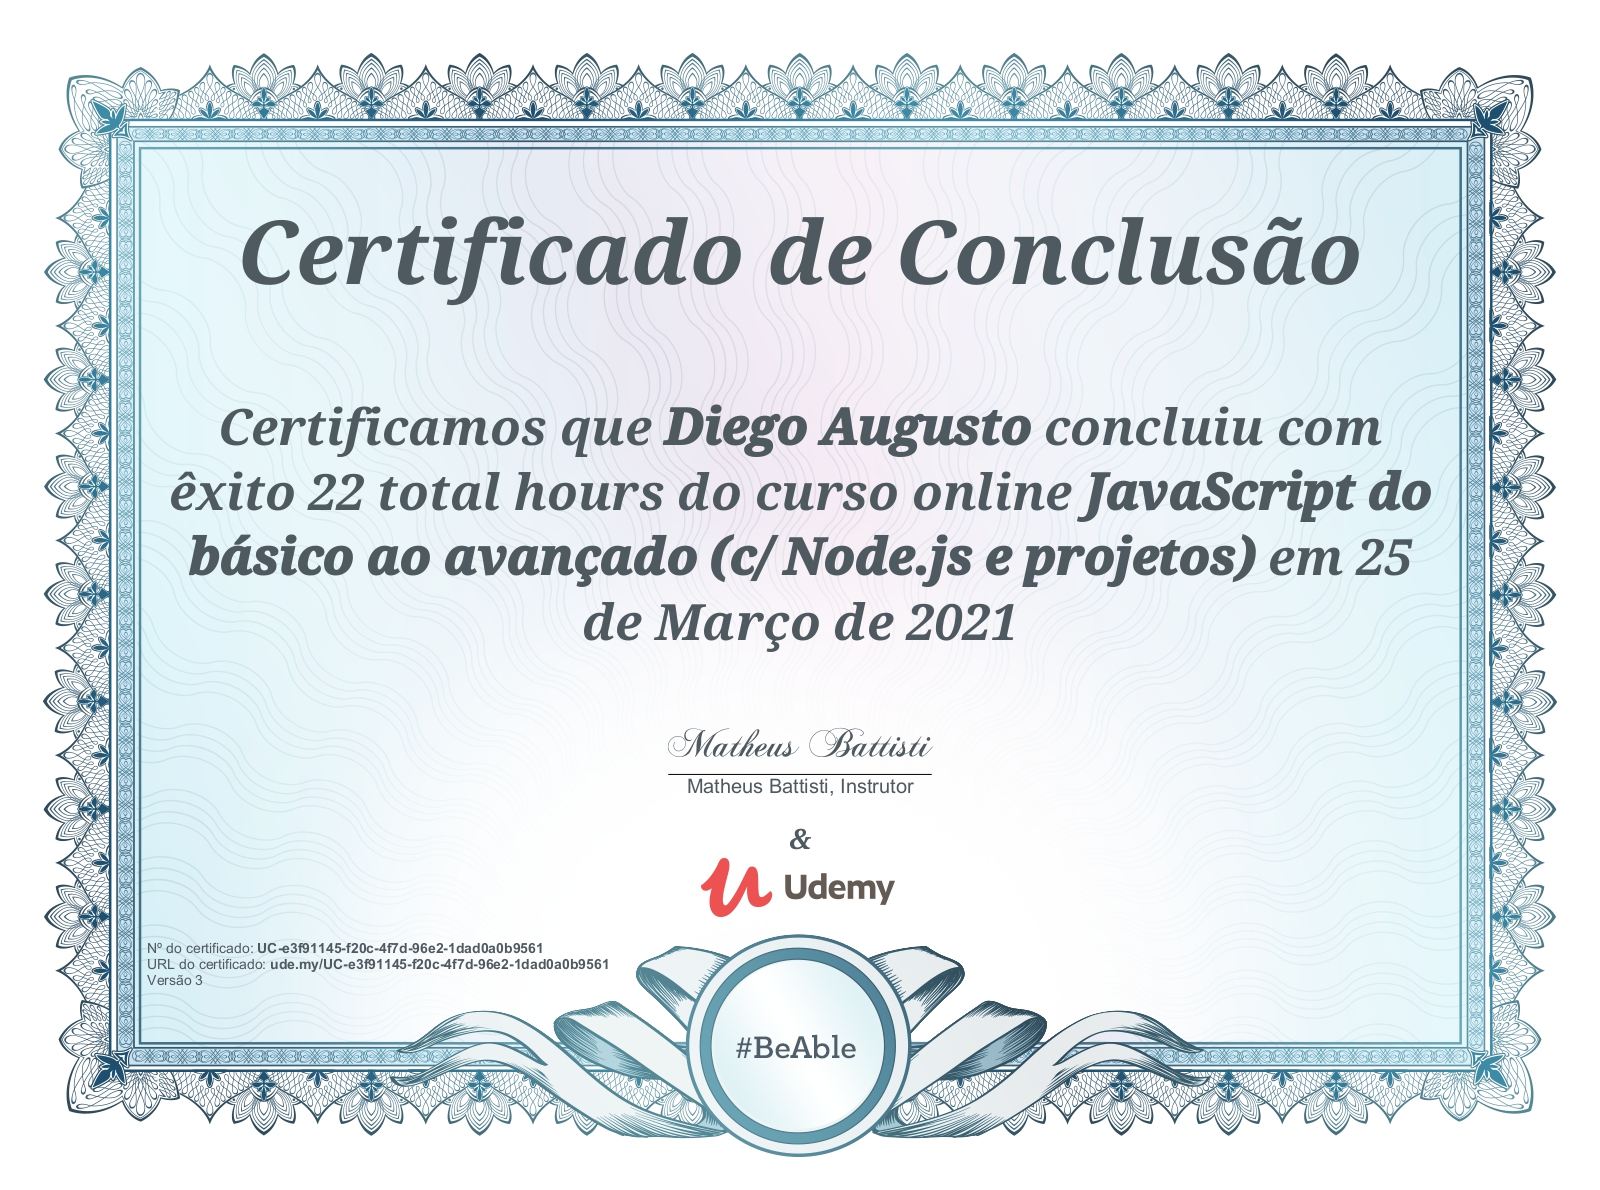 Certificado de Conclusão
Certificamos que Diego Augusto concluiu com
êxito 22 total hours do curso online JavaScript do
básico ao avançado (c/ Node.js e projetos) em 25
de Março de 2021
Matheus Battisti
Matheus Battisti, Instrutor
&
Udemy
Nº do certificado: UC-e3f91145-f20c-4f7d-96e2-1dad0a0b9561
URL do certificado: ude.my/UC-e3f91145-f20c-4f7d-96e2-1dad0a0b9561
Versão 3
#BeAble